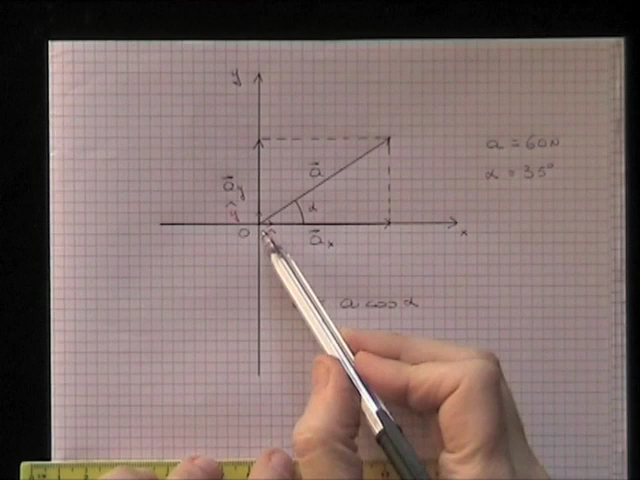 y
a⃗
a = 60N
α = 35°
a⃗y
ŷ
α
O
a⃗x
x
= a cos α